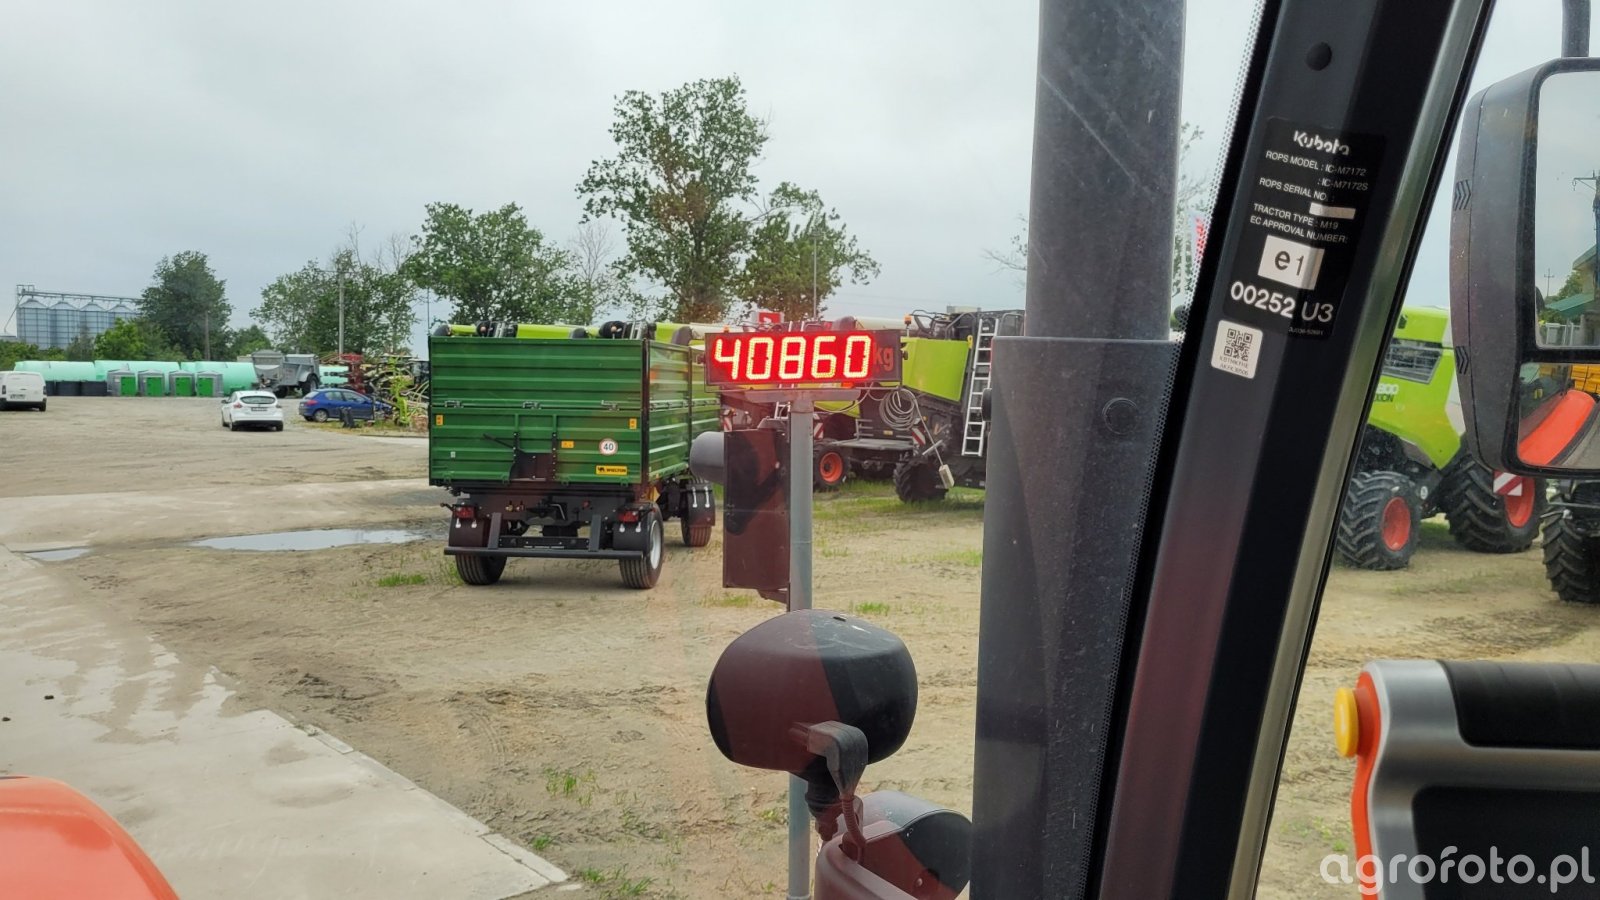 40860 kg
40
WIELTON
Kubota
ROPS MODEL : IC-M7172
: IC-M7172S
ROPS SERIAL NO. :
TRACTOR TYPE : M19
EC APPROVAL NUMBER:
e1
00252 U3
agrofoto.pl